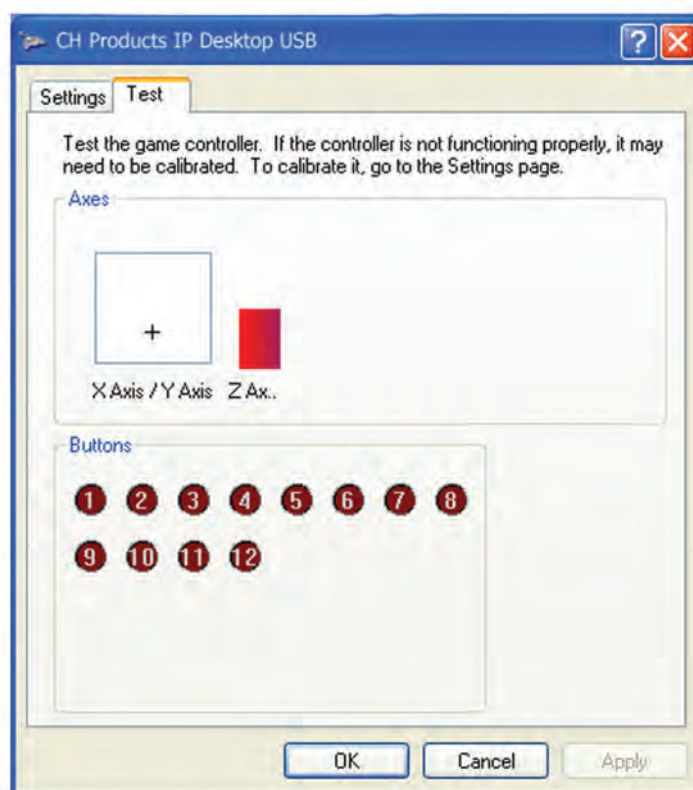 CH Products IP Desktop USB
Settings
Test
Test the game controller. If the controller is not functioning properly, it may
need to be calibrated. To calibrate it, go to the Settings page.
Axes
X Axis / Y Axis Z Ax..
Buttons
1 2 3 4 5 6 7 8
9 10 11 12
OK Cancel Apply